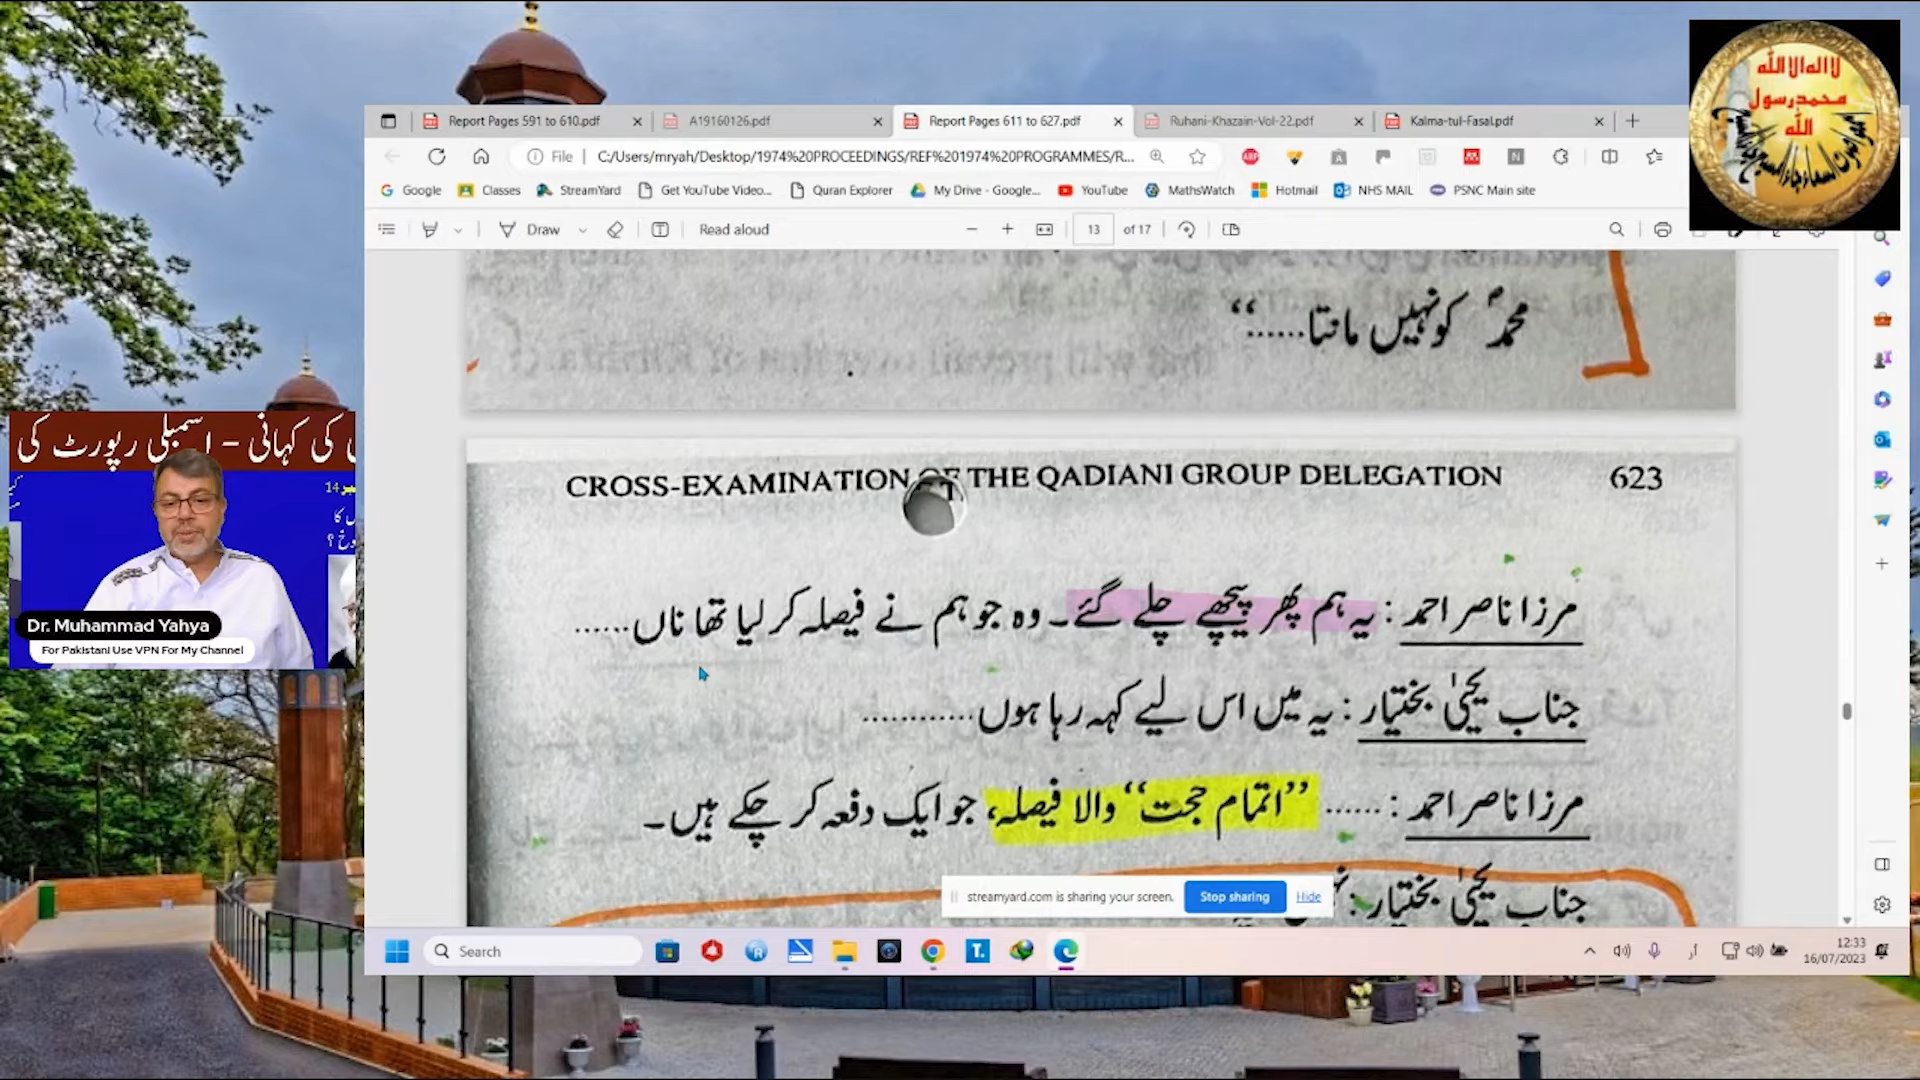 لا اله الا الله
محمد رسول
الله
Report Pages 591 to 610.pdf
A19160126.pdf
Report Pages 611 to 627.pdf
Ruhani-Khazain-Vol-22.pdf
Kalma-tul-Fasal.pdf
File
C:/Users/mryah/Desktop/1974%20PROCEEDINGS/REF%201974%20PROGRAMMES/R...
Google Classes StreamYard Get YouTube Video... Quran Explorer My Drive - Google... YouTube MathsWatch Hotmail NHS MAIL PSNC Main site
Draw Read aloud 13 of 17
محمدؐ کو نہیں مانتا......“
CROSS-EXAMINATION OF THE QADIANI GROUP DELEGATION 623
مرزا ناصر احمد: یہ ہم پھر پیچھے چلے گئے۔ وہ جو ہم نے فیصلہ کر لیا تھا ناں......
جناب یحییٰ بختیار: یہ میں اس لیے کہہ رہا ہوں............
مرزا ناصر احمد: ...... ”اتمام حجت“ والا فیصلہ، جو ایک دفعہ کر چکے ہیں۔
جناب یحییٰ بختیار:
کی کہانی - اسمبلی رپورٹ کی
14
کا
Dr. Muhammad Yahya
For Pakistani Use VPN For My Channel
streamyard.com is sharing your screen. Stop sharing Hide
Search
12:33
16/07/2023